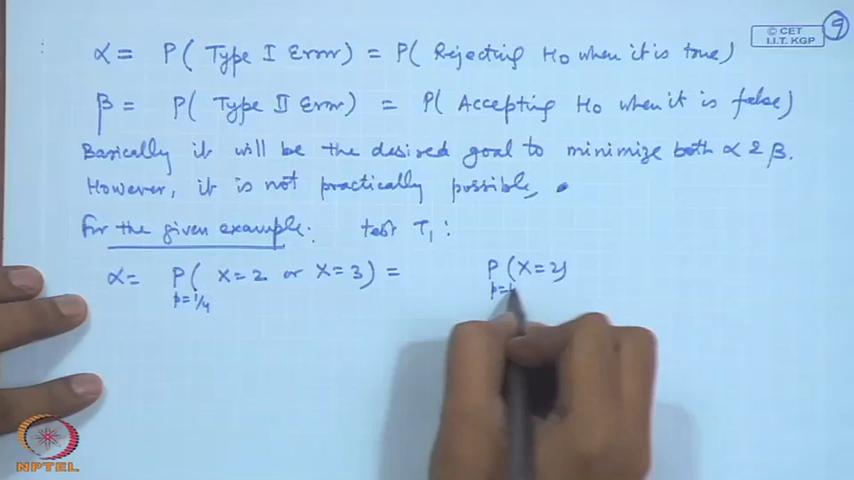 © CET
I.I.T. KGP
9
α = P( Type I Error) = P( Rejecting H₀ when it is true)
β = P( Type II Error) = P( Accepting H₀ when it is false)
Basically it will be the desired goal to minimize both α & β.
However, it is not practically possible,
For the given example: test T₁ :
α = P( X=2 or X=3) = P(X=2)
p=1/4 p=
NPTEL